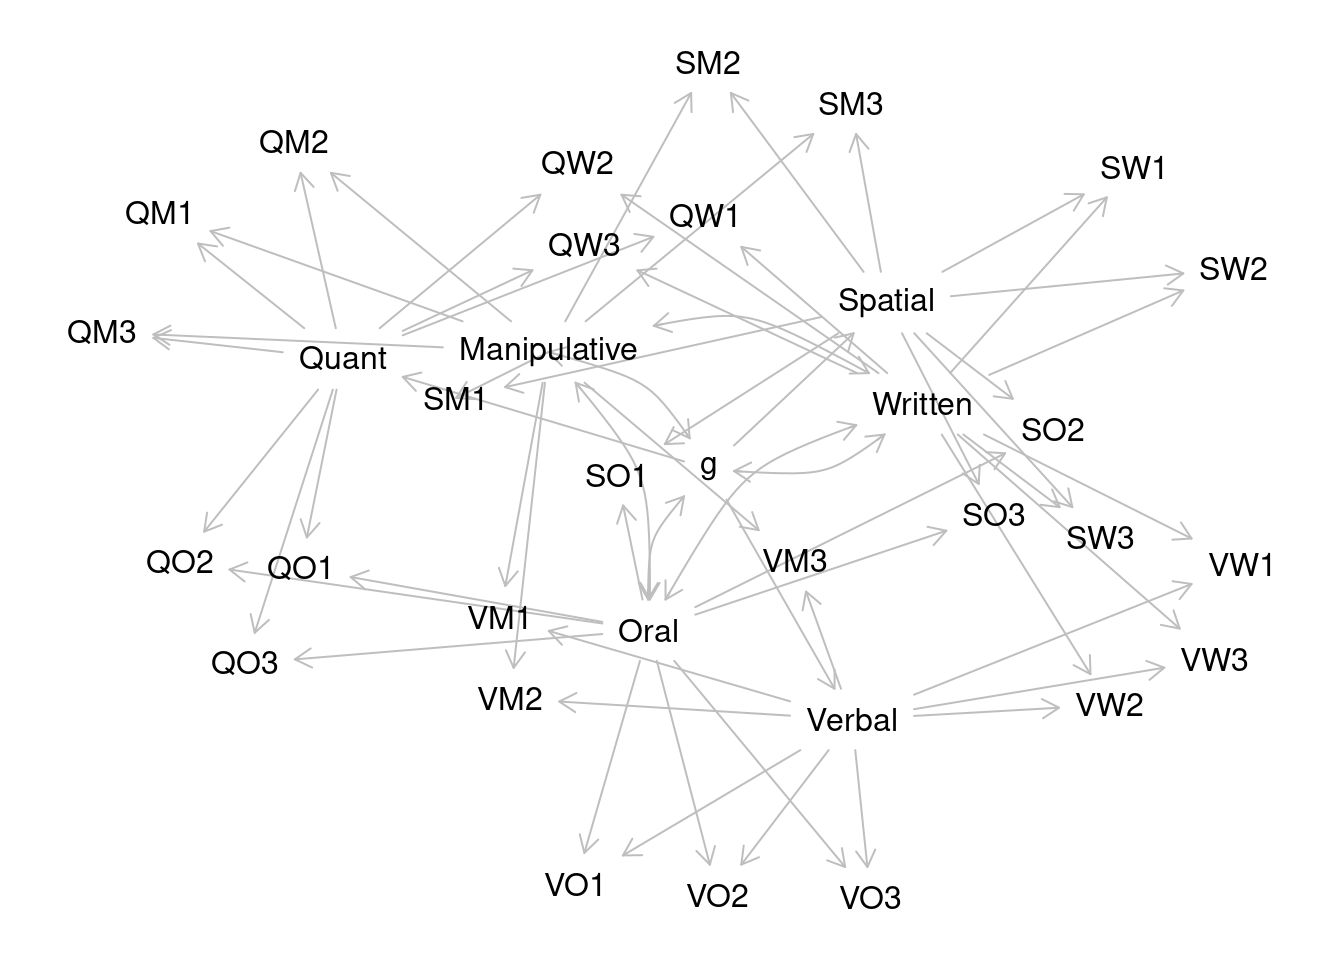 SM2
SM3
QM2
QW2
SW1
QM1
QW1
QW3
SW2
Spatial
QM3
Quant
Manipulative
SM1
Written
SO2
g
SO1
SO3
SW3
QO2
QO1
VM3
VW1
VM1
Oral
QO3
VW3
VM2
VW2
Verbal
VO1
VO2
VO3